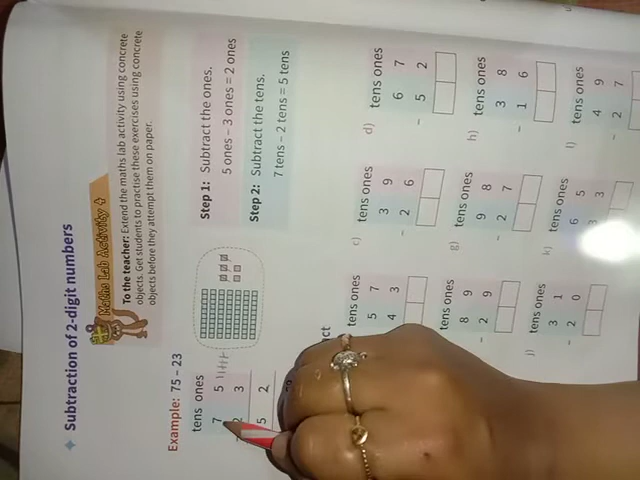 Subtraction of 2-digit numbers
Maths Lab Activity 4
To the teacher: Extend the maths lab activity using concrete
objects. Get students to practise these exercises using concrete
objects before they attempt them on paper.
Example: 75 – 23
tens ones
7 5
2 3
5 2
Step 1: Subtract the ones.
5 ones – 3 ones = 2 ones
Step 2: Subtract the tens.
7 tens – 2 tens = 5 tens
tens ones
5 7
4 3
c) tens ones
3 9
– 2 6
d) tens ones
6 7
– 5 2
tens ones
8 9
– 2 9
g) tens ones
9 8
– 2 7
h) tens ones
3 8
– 1 6
j) tens ones
3 1
– 2 0
k) tens ones
6 5
3 3
l) tens ones
4 9
– 2 7